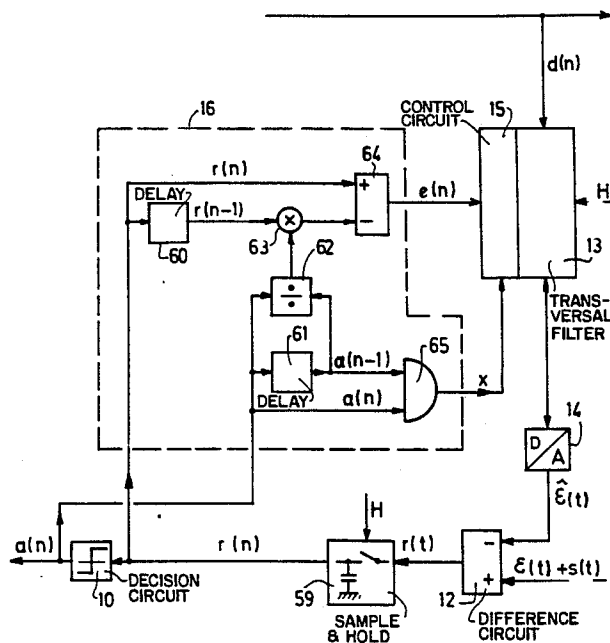 d(n)
16
CONTROL
CIRCUIT
15
64
r(n)
+
e(n)
DELAY
r(n-1)
×
−
H
60
63
62
13
÷
TRANS-
VERSAL
FILTER
61
a(n-1)
65
DELAY
a(n)
x
D
A
14
ε̂(t)
H
a(n)
r(n)
r(t)
−
+
ε(t)+s(t)
10
DECISION
CIRCUIT
59
12
DIFFERENCE
CIRCUIT
SAMPLE
& HOLD